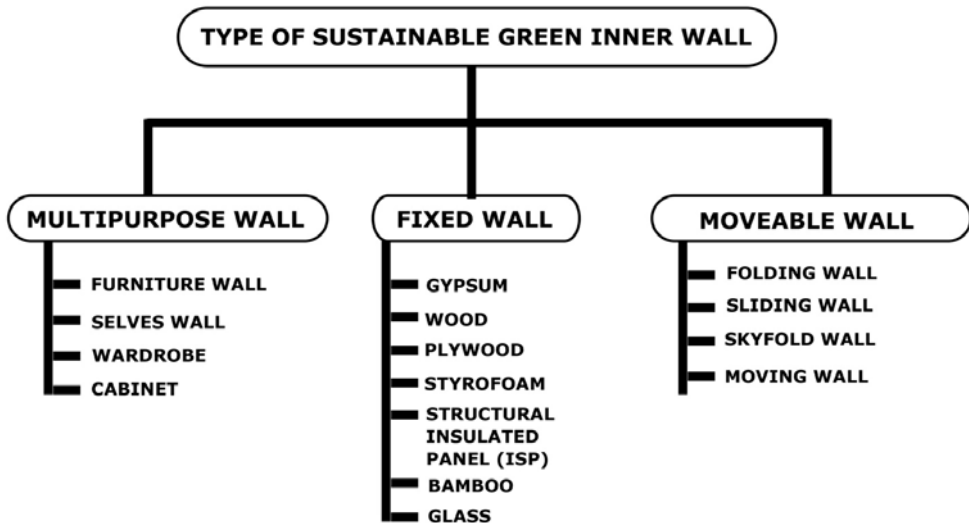 TYPE OF SUSTAINABLE GREEN INNER WALL
MULTIPURPOSE WALL
FURNITURE WALL
SELVES WALL
WARDROBE
CABINET
FIXED WALL
GYPSUM
WOOD
PLYWOOD
STYROFOAM
STRUCTURAL
INSULATED
PANEL (ISP)
BAMBOO
GLASS
MOVEABLE WALL
FOLDING WALL
SLIDING WALL
SKYFOLD WALL
MOVING WALL